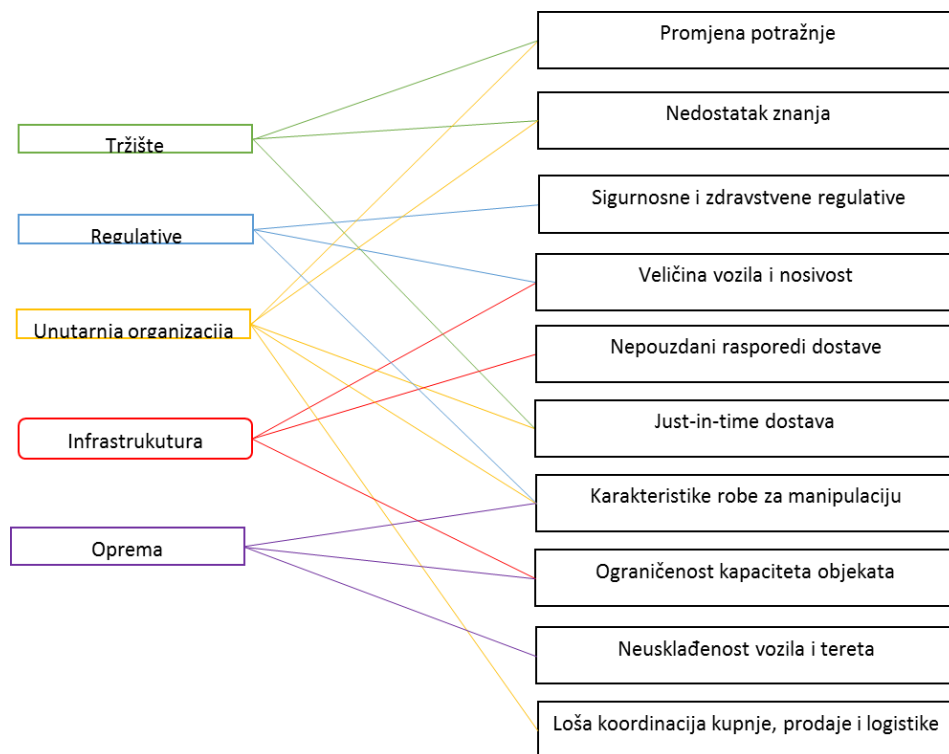 Tržište
Regulative
Unutarnja organizacija
Infrastrukutura
Oprema
Promjena potražnje
Nedostatak znanja
Sigurnosne i zdravstvene regulative
Veličina vozila i nosivost
Nepouzdani rasporedi dostave
Just-in-time dostava
Karakteristike robe za manipulaciju
Ograničenost kapaciteta objekata
Neusklađenost vozila i tereta
Loša koordinacija kupnje, prodaje i logistike